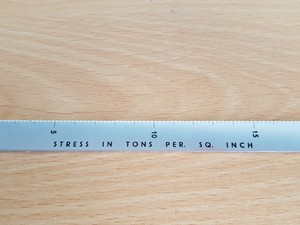 5 10 15
STRESS IN TONS PER. SQ. INCH